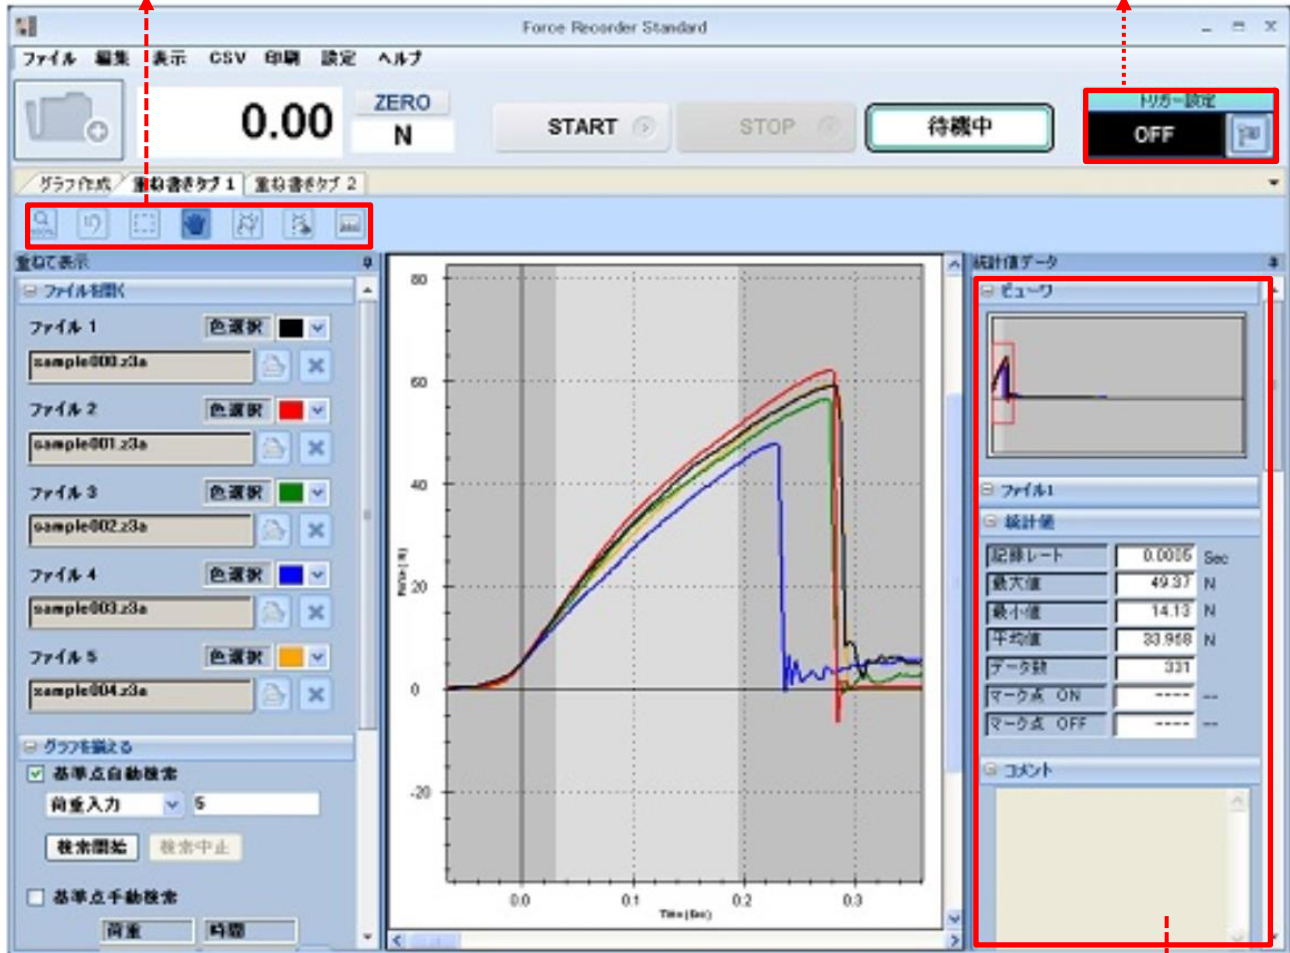 Force Recorder Standard
ファイル 編集 表示 CSV 印刷 設定 ヘルプ
0.00
ZERO
N
START
STOP
待機中
トリガー設定
OFF
グラフ作成
重ね書きタブ 1
重ね書きタブ 2
100%
重ねて表示
ファイルを開く
ファイル 1 色選択
sample000.z3a
ファイル 2 色選択
sample001.z3a
ファイル 3 色選択
sample002.z3a
ファイル 4 色選択
sample003.z3a
ファイル 5 色選択
sample004.z3a
グラフを揃える
基準点自動検索
荷重入力 5
検索開始 検索中止
基準点手動検索
荷重 時間
80
60
40
20
0
-20
Force (N)
0.0 0.1 0.2 0.3
Time (Sec)
統計値データ
ビューワ
ファイル1
統計値
記録レート 0.0005 Sec
最大値 49.37 N
最小値 14.13 N
平均値 33.968 N
データ数 331
マーク点 ON ---- --
マーク点 OFF ---- --
コメント